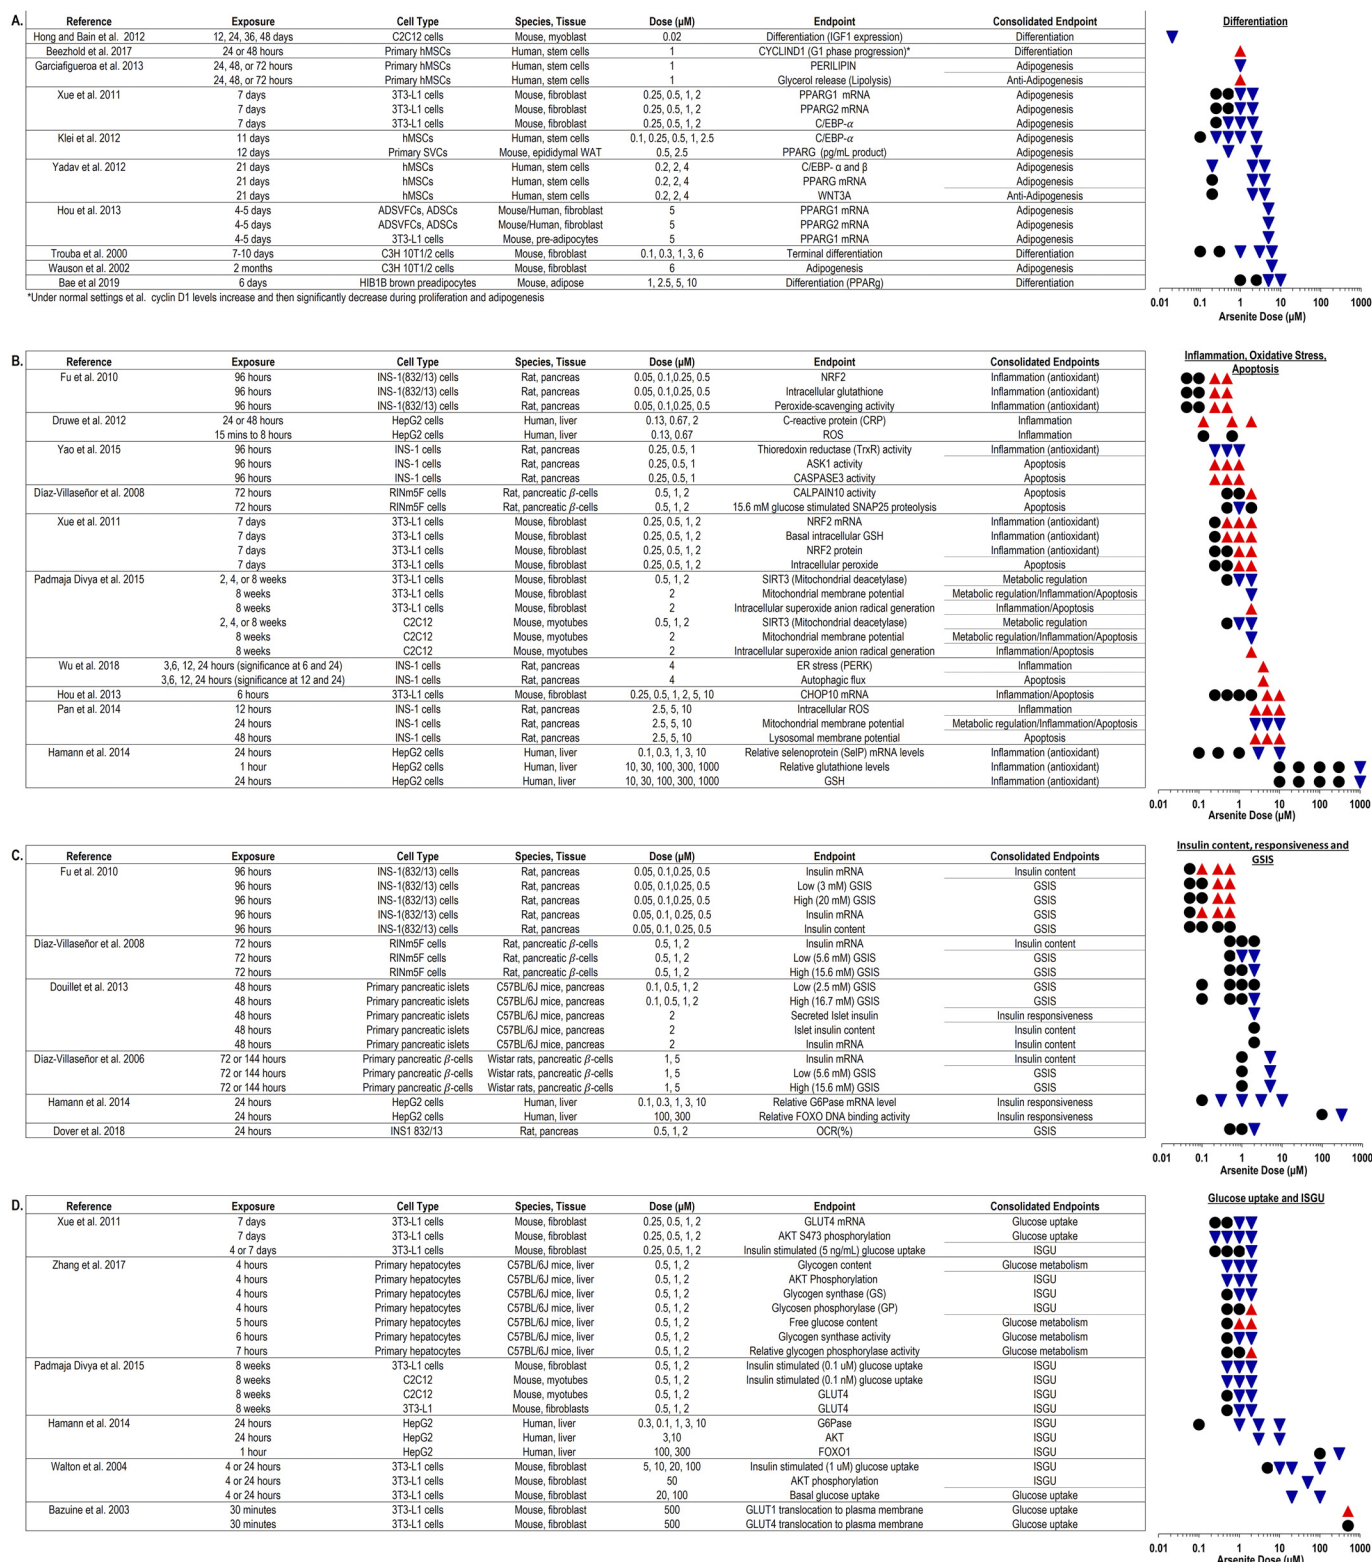 A.
Reference Exposure Cell Type Species, Tissue Dose (µM) Endpoint Consolidated Endpoint Differentiation
Hong and Bain et al. 2012 12, 24, 36, 48 days C2C12 cells Mouse, myoblast 0.02 Differentiation (IGF1 expression) Differentiation
Beezhold et al. 2017 24 or 48 hours Primary hMSCs Human, stem cells 1 CYCLIND1 (G1 phase progression)* Differentiation
Garciafigueroa et al. 2013 24, 48, or 72 hours Primary hMSCs Human, stem cells 1 PERILIPIN Adipogenesis
24, 48, or 72 hours Primary hMSCs Human, stem cells 1 Glycerol release (Lipolysis) Anti-Adipogenesis
Xue et al. 2011 7 days 3T3-L1 cells Mouse, fibroblast 0.25, 0.5, 1, 2 PPARG1 mRNA Adipogenesis
7 days 3T3-L1 cells Mouse, fibroblast 0.25, 0.5, 1, 2 PPARG2 mRNA Adipogenesis
7 days 3T3-L1 cells Mouse, fibroblast 0.25, 0.5, 1, 2 C/EBP-α Adipogenesis
Klei et al. 2012 11 days hMSCs Human, stem cells 0.1, 0.25, 0.5, 1, 2.5 C/EBP-α Adipogenesis
12 days Primary SVCs Mouse, epididymal WAT 0.5, 2.5 PPARG (pg/mL product) Adipogenesis
Yadav et al. 2012 21 days hMSCs Human, stem cells 0.2, 2, 4 C/EBP- α and β Adipogenesis
21 days hMSCs Human, stem cells 0.2, 2, 4 PPARG mRNA Adipogenesis
21 days hMSCs Human, stem cells 0.2, 2, 4 WNT3A Anti-Adipogenesis
Hou et al. 2013 4-5 days ADSVFCs, ADSCs Mouse/Human, fibroblast 5 PPARG1 mRNA Adipogenesis
4-5 days ADSVFCs, ADSCs Mouse/Human, fibroblast 5 PPARG2 mRNA Adipogenesis
4-5 days 3T3-L1 cells Mouse, pre-adipocytes 5 PPARG1 mRNA Adipogenesis
Trouba et al. 2000 7-10 days C3H 10T1/2 cells Mouse, fibroblast 0.1, 0.3, 1, 3, 6 Terminal differentiation Differentiation
Wauson et al. 2002 2 months C3H 10T1/2 cells Mouse, fibroblast 6 Adipogenesis Adipogenesis
Bae et al 2019 6 days HIB1B brown preadipocytes Mouse, adipose 1, 2.5, 5, 10 Differentiation (PPARg) Differentiation
*Under normal settings et al. cyclin D1 levels increase and then significantly decrease during proliferation and adipogenesis
0.01 0.1 1 10 100 1000
Arsenite Dose (µM)
B.
Reference Exposure Cell Type Species, Tissue Dose (µM) Endpoint Consolidated Endpoints Inflammation, Oxidative Stress, Apoptosis
Fu et al. 2010 96 hours INS-1(832/13) cells Rat, pancreas 0.05, 0.1,0.25, 0.5 NRF2 Inflammation (antioxidant)
96 hours INS-1(832/13) cells Rat, pancreas 0.05, 0.1,0.25, 0.5 Intracellular glutathione Inflammation (antioxidant)
96 hours INS-1(832/13) cells Rat, pancreas 0.05, 0.1,0.25, 0.5 Peroxide-scavenging activity Inflammation (antioxidant)
Druwe et al. 2012 24 or 48 hours HepG2 cells Human, liver 0.13, 0.67, 2 C-reactive protein (CRP) Inflammation
15 mins to 8 hours HepG2 cells Human, liver 0.13, 0.67 ROS Inflammation
Yao et al. 2015 96 hours INS-1 cells Rat, pancreas 0.25, 0.5, 1 Thioredoxin reductase (TrxR) activity Inflammation (antioxidant)
96 hours INS-1 cells Rat, pancreas 0.25, 0.5, 1 ASK1 activity Apoptosis
96 hours INS-1 cells Rat, pancreas 0.25, 0.5, 1 CASPASE3 activity Apoptosis
Díaz-Villaseñor et al. 2008 72 hours RINm5F cells Rat, pancreatic β-cells 0.5, 1, 2 CALPAIN10 activity Apoptosis
72 hours RINm5F cells Rat, pancreatic β-cells 0.5, 1, 2 15.6 mM glucose stimulated SNAP25 proteolysis Apoptosis
Xue et al. 2011 7 days 3T3-L1 cells Mouse, fibroblast 0.25, 0.5, 1, 2 NRF2 mRNA Inflammation (antioxidant)
7 days 3T3-L1 cells Mouse, fibroblast 0.25, 0.5, 1, 2 Basal intracellular GSH Inflammation (antioxidant)
7 days 3T3-L1 cells Mouse, fibroblast 0.25, 0.5, 1, 2 NRF2 protein Inflammation (antioxidant)
7 days 3T3-L1 cells Mouse, fibroblast 0.25, 0.5, 1, 2 Intracellular peroxide Apoptosis
Padmaja Divya et al. 2015 2, 4, or 8 weeks 3T3-L1 cells Mouse, fibroblast 0.5, 1, 2 SIRT3 (Mitochondrial deacetylase) Metabolic regulation
8 weeks 3T3-L1 cells Mouse, fibroblast 2 Mitochondrial membrane potential Metabolic regulation/Inflammation/Apoptosis
8 weeks 3T3-L1 cells Mouse, fibroblast 2 Intracellular superoxide anion radical generation Inflammation/Apoptosis
2, 4, or 8 weeks C2C12 Mouse, myotubes 0.5, 1, 2 SIRT3 (Mitochondrial deacetylase) Metabolic regulation
8 weeks C2C12 Mouse, myotubes 2 Mitochondrial membrane potential Metabolic regulation/Inflammation/Apoptosis
8 weeks C2C12 Mouse, myotubes 2 Intracellular superoxide anion radical generation Inflammation/Apoptosis
Wu et al. 2018 3,6, 12, 24 hours (significance at 6 and 24) INS-1 cells Rat, pancreas 4 ER stress (PERK) Inflammation
3,6, 12, 24 hours (significance at 12 and 24) INS-1 cells Rat, pancreas 4 Autophagic flux Apoptosis
Hou et al. 2013 6 hours 3T3-L1 cells Mouse, fibroblast 0.25, 0.5, 1, 2, 5, 10 CHOP10 mRNA Inflammation/Apoptosis
Pan et al. 2014 12 hours INS-1 cells Rat, pancreas 2.5, 5, 10 Intracellular ROS Inflammation
24 hours INS-1 cells Rat, pancreas 2.5, 5, 10 Mitochondrial membrane potential Metabolic regulation/Inflammation/Apoptosis
48 hours INS-1 cells Rat, pancreas 2.5, 5, 10 Lysosomal membrane potential Apoptosis
Hamann et al. 2014 24 hours HepG2 cells Human, liver 0.1, 0.3, 1, 3, 10 Relative selenoprotein (SelP) mRNA levels Inflammation (antioxidant)
1 hour HepG2 cells Human, liver 10, 30, 100, 300, 1000 Relative glutathione levels Inflammation (antioxidant)
24 hours HepG2 cells Human, liver 10, 30, 100, 300, 1000 GSH Inflammation (antioxidant)
0.01 0.1 1 10 100 1000
Arsenite Dose (µM)
C.
Reference Exposure Cell Type Species, Tissue Dose (µM) Endpoint Consolidated Endpoints Insulin content, responsiveness and GSIS
Fu et al. 2010 96 hours INS-1(832/13) cells Rat, pancreas 0.05, 0.1,0.25, 0.5 Insulin mRNA Insulin content
96 hours INS-1(832/13) cells Rat, pancreas 0.05, 0.1,0.25, 0.5 Low (3 mM) GSIS GSIS
96 hours INS-1(832/13) cells Rat, pancreas 0.05, 0.1,0.25, 0.5 High (20 mM) GSIS GSIS
96 hours INS-1(832/13) cells Rat, pancreas 0.05, 0.1, 0.25, 0.5 Insulin mRNA GSIS
96 hours INS-1(832/13) cells Rat, pancreas 0.05, 0.1, 0.25, 0.5 Insulin content GSIS
Díaz-Villaseñor et al. 2008 72 hours RINm5F cells Rat, pancreatic β-cells 0.5, 1, 2 Insulin mRNA Insulin content
72 hours RINm5F cells Rat, pancreatic β-cells 0.5, 1, 2 Low (5.6 mM) GSIS GSIS
72 hours RINm5F cells Rat, pancreatic β-cells 0.5, 1, 2 High (15.6 mM) GSIS GSIS
Douillet et al. 2013 48 hours Primary pancreatic islets C57BL/6J mice, pancreas 0.1, 0.5, 1, 2 Low (2.5 mM) GSIS GSIS
48 hours Primary pancreatic islets C57BL/6J mice, pancreas 0.1, 0.5, 1, 2 High (16.7 mM) GSIS GSIS
48 hours Primary pancreatic islets C57BL/6J mice, pancreas 2 Secreted Islet insulin Insulin responsiveness
48 hours Primary pancreatic islets C57BL/6J mice, pancreas 2 Islet insulin content Insulin content
48 hours Primary pancreatic islets C57BL/6J mice, pancreas 2 Insulin mRNA Insulin content
Díaz-Villaseñor et al. 2006 72 or 144 hours Primary pancreatic β-cells Wistar rats, pancreatic β-cells 1, 5 Insulin mRNA Insulin content
72 or 144 hours Primary pancreatic β-cells Wistar rats, pancreatic β-cells 1, 5 Low (5.6 mM) GSIS GSIS
72 or 144 hours Primary pancreatic β-cells Wistar rats, pancreatic β-cells 1, 5 High (15.6 mM) GSIS GSIS
Hamann et al. 2014 24 hours HepG2 cells Human, liver 0.1, 0.3, 1, 3, 10 Relative G6Pase mRNA level Insulin responsiveness
24 hours HepG2 cells Human, liver 100, 300 Relative FOXO DNA binding activity Insulin responsiveness
Dover et al. 2018 24 hours INS1 832/13 Rat, pancreas 0.5, 1, 2 OCR(%) GSIS
0.01 0.1 1 10 100 1000
Arsenite Dose (µM)
D.
Reference Exposure Cell Type Species, Tissue Dose (µM) Endpoint Consolidated Endpoints Glucose uptake and ISGU
Xue et al. 2011 7 days 3T3-L1 cells Mouse, fibroblast 0.25, 0.5, 1, 2 GLUT4 mRNA Glucose uptake
7 days 3T3-L1 cells Mouse, fibroblast 0.25, 0.5, 1, 2 AKT S473 phosphorylation Glucose uptake
4 or 7 days 3T3-L1 cells Mouse, fibroblast 0.25, 0.5, 1, 2 Insulin stimulated (5 ng/mL) glucose uptake ISGU
Zhang et al. 2017 4 hours Primary hepatocytes C57BL/6J mice, liver 0.5, 1, 2 Glycogen content Glucose metabolism
4 hours Primary hepatocytes C57BL/6J mice, liver 0.5, 1, 2 AKT Phosphorylation ISGU
4 hours Primary hepatocytes C57BL/6J mice, liver 0.5, 1, 2 Glycogen synthase (GS) ISGU
4 hours Primary hepatocytes C57BL/6J mice, liver 0.5, 1, 2 Glycosen phosphorylase (GP) ISGU
5 hours Primary hepatocytes C57BL/6J mice, liver 0.5, 1, 2 Free glucose content Glucose metabolism
6 hours Primary hepatocytes C57BL/6J mice, liver 0.5, 1, 2 Glycogen synthase activity Glucose metabolism
7 hours Primary hepatocytes C57BL/6J mice, liver 0.5, 1, 2 Relative glycogen phosphorylase activity Glucose metabolism
Padmaja Divya et al. 2015 8 weeks 3T3-L1 cells Mouse, fibroblast 0.5, 1, 2 Insulin stimulated (0.1 uM) glucose uptake ISGU
8 weeks C2C12 Mouse, myotubes 0.5, 1, 2 Insulin stimulated (0.1 nM) glucose uptake ISGU
8 weeks C2C12 Mouse, myotubes 0.5, 1, 2 GLUT4 ISGU
8 weeks 3T3-L1 Mouse, fibroblasts 0.5, 1, 2 GLUT4 ISGU
Hamann et al. 2014 24 hours HepG2 Human, liver 0.3, 0.1, 1, 3, 10 G6Pase ISGU
24 hours HepG2 Human, liver 3,10 AKT ISGU
1 hour HepG2 Human, liver 100, 300 FOXO1 ISGU
Walton et al. 2004 4 or 24 hours 3T3-L1 cells Mouse, fibroblast 5, 10, 20, 100 Insulin stimulated (1 uM) glucose uptake ISGU
4 or 24 hours 3T3-L1 cells Mouse, fibroblast 50 AKT phosphorylation ISGU
4 or 24 hours 3T3-L1 cells Mouse, fibroblast 20, 100 Basal glucose uptake Glucose uptake
Bazuine et al. 2003 30 minutes 3T3-L1 cells Mouse, fibroblast 500 GLUT1 translocation to plasma membrane Glucose uptake
30 minutes 3T3-L1 cells Mouse, fibroblast 500 GLUT4 translocation to plasma membrane Glucose uptake
0.01 0.1 1 10 100 1000
Arsenite Dose (µM)